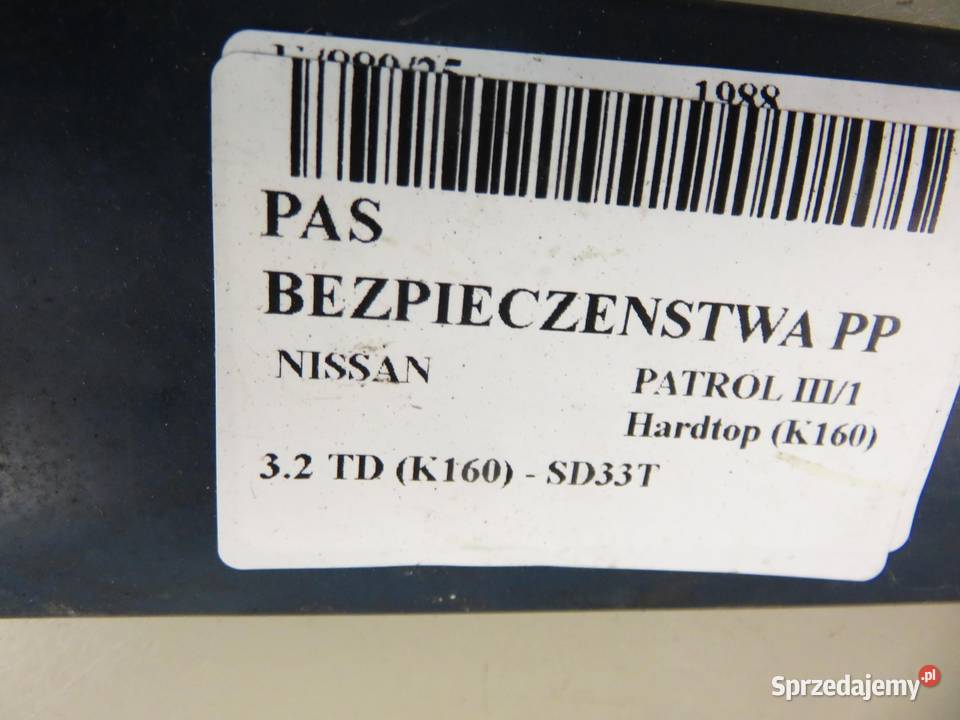 1988
PAS
BEZPIECZENSTWA PP
NISSAN
PATROL III/1
Hardtop (K160)
3.2 TD (K160) - SD33T
Sprzedajemy.pl